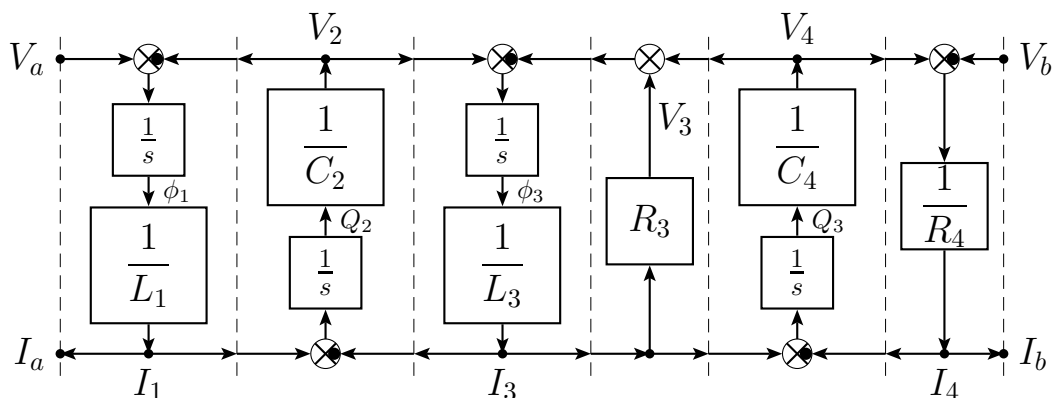 V_2
V_4
V_a
V_b
1/s
1/C_2
1/s
V_3
1/C_4
ϕ_1
Q_2
ϕ_3
Q_3
1/L_1
1/s
1/L_3
R_3
1/s
1/R_4
I_a
I_b
I_1
I_3
I_4